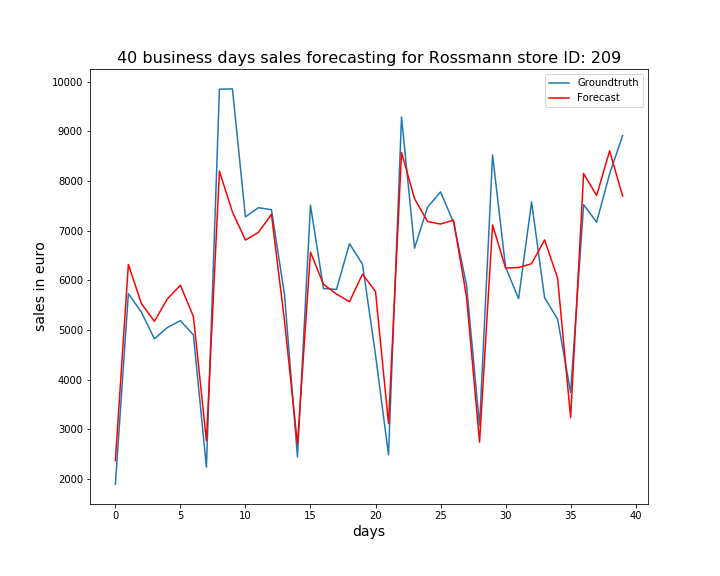 40 business days sales forecasting for Rossmann store ID: 209
Groundtruth
Forecast
10000
9000
8000
7000
6000
5000
4000
3000
2000
sales in euro
0 5 10 15 20 25 30 35 40
days